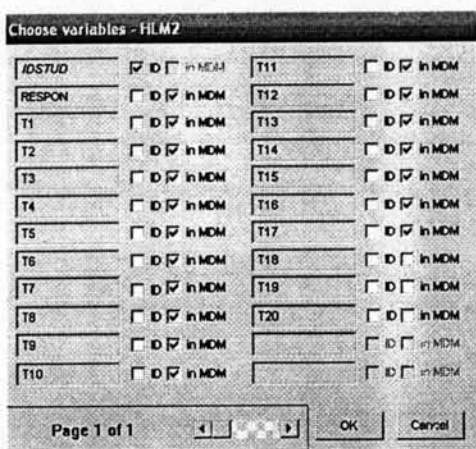 Choose variables - HLM2
IDSTUD ID in MDM
RESPON ID in MDM
T1 ID in MDM
T2 ID in MDM
T3 ID in MDM
T4 ID in MDM
T5 ID in MDM
T6 ID in MDM
T7 ID in MDM
T8 ID in MDM
T9 ID in MDM
T10 ID in MDM
T11 ID in MDM
T12 ID in MDM
T13 ID in MDM
T14 ID in MDM
T15 ID in MDM
T16 ID in MDM
T17 ID in MDM
T18 ID in MDM
T19 ID in MDM
T20 ID in MDM
ID in MDM
ID in MDM
Page 1 of 1
OK
Cancel